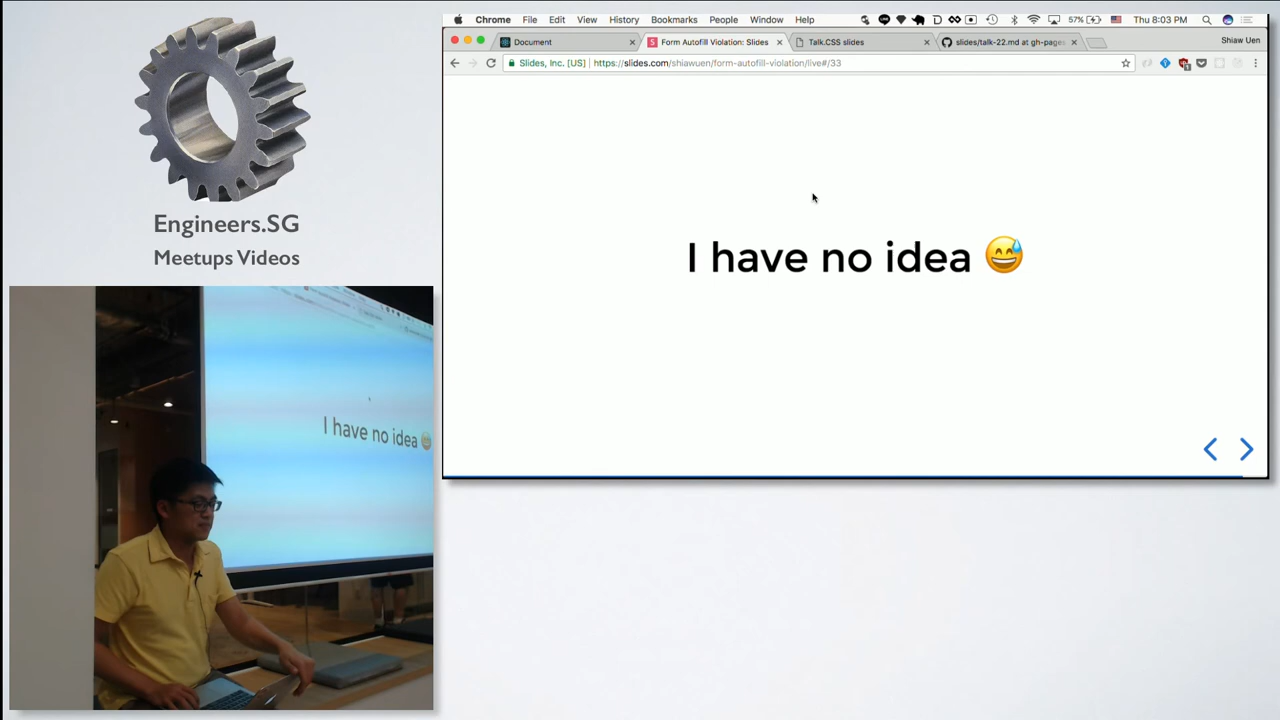 Engineers.SG
Meetups Videos
Chrome File Edit View History Bookmarks People Window Help 57% Thu 8:03 PM
Document Form Autofill Violation: Slides Talk.CSS slides slides/talk-22.md at gh-pages Shiaw Uen
Slides, Inc. [US] https://slides.com/shiawuen/form-autofill-violation/live#/33
I have no idea 😅
I have no idea 😅